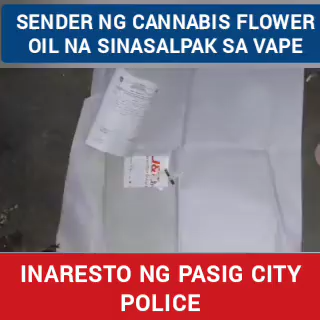 SENDER NG CANNABIS FLOWER
OIL NA SINASALPAK SA VAPE
INARESTO NG PASIG CITY
POLICE